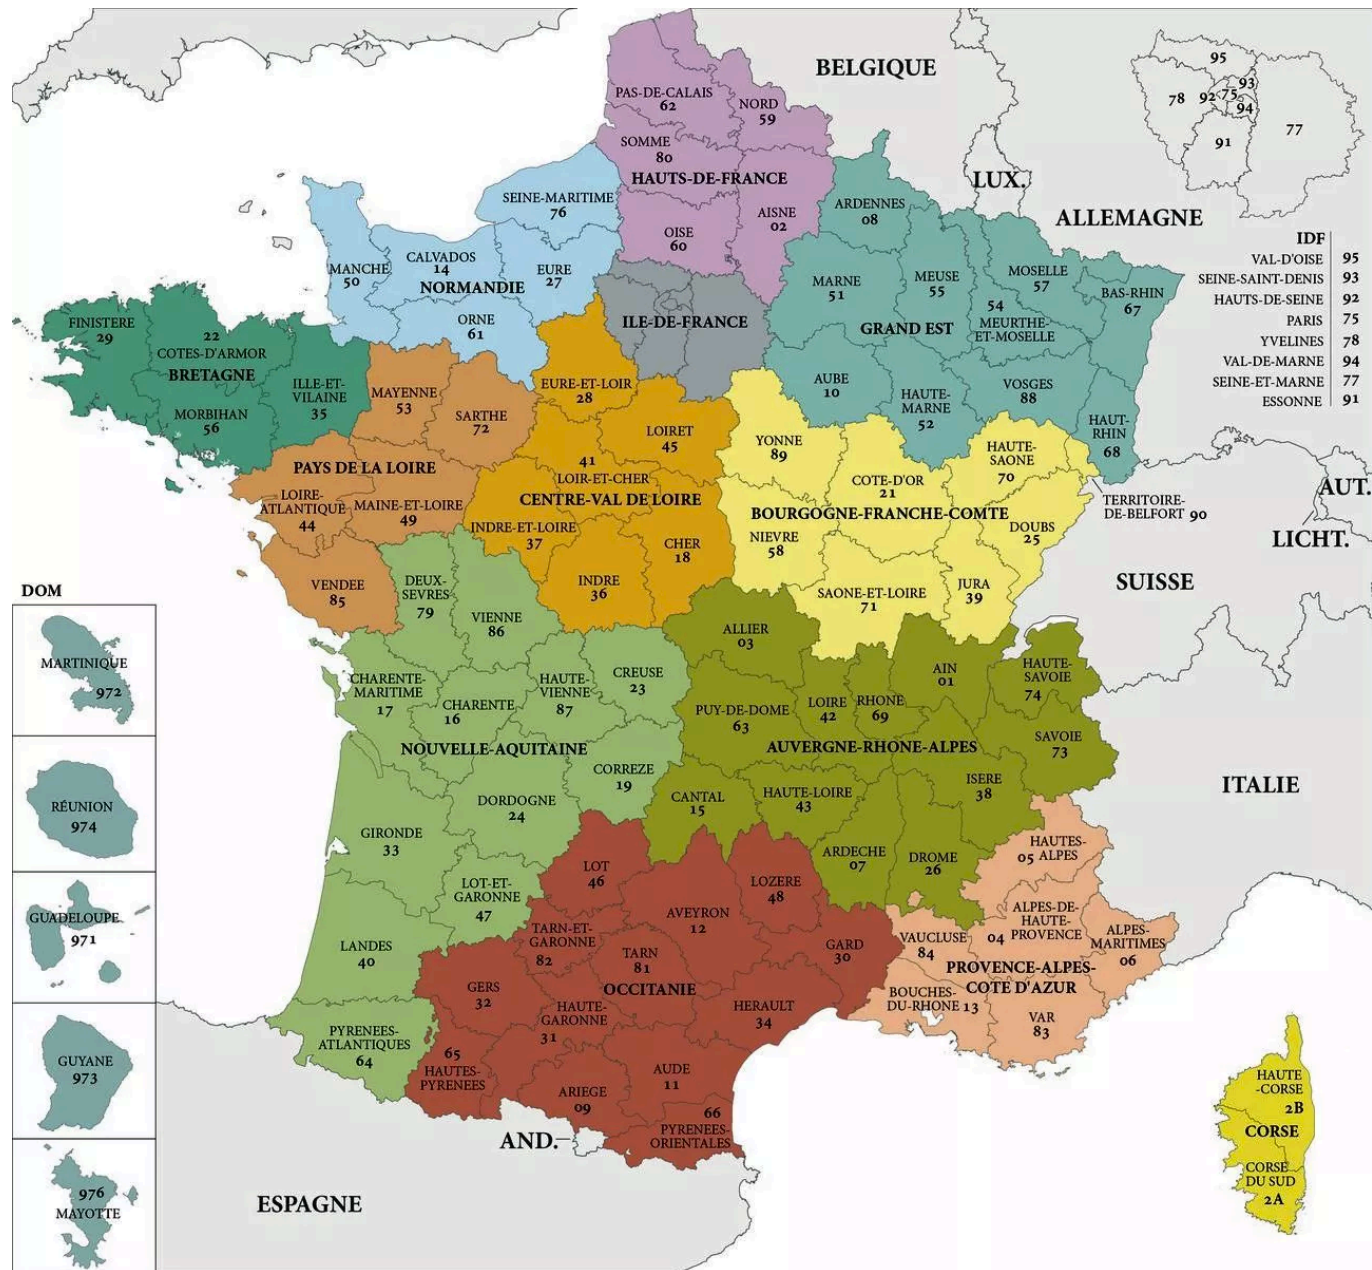 BELGIQUE
LUX.
ALLEMAGNE
SUISSE
AUT.
LICHT.
ITALIE
ESPAGNE
AND.
95
78
92
75
93
94
91
77
IDF
VAL-D'OISE 95
SEINE-SAINT-DENIS 93
HAUTS-DE-SEINE 92
PARIS 75
YVELINES 78
VAL-DE-MARNE 94
SEINE-ET-MARNE 77
ESSONNE 91
PAS-DE-CALAIS
62
NORD
59
SOMME
80
HAUTS-DE-FRANCE
OISE
60
AISNE
02
SEINE-MARITIME
76
MANCHE
50
CALVADOS
14
NORMANDIE
EURE
27
ORNE
61
ILE-DE-FRANCE
ARDENNES
08
MARNE
51
MEUSE
55
MOSELLE
57
54
MEURTHE-
ET-MOSELLE
BAS-RHIN
67
GRAND EST
AUBE
10
HAUTE-
MARNE
52
VOSGES
88
HAUT-
RHIN
68
FINISTERE
29
22
COTES-D'ARMOR
BRETAGNE
MORBIHAN
56
ILLE-ET-
VILAINE
35
MAYENNE
53
SARTHE
72
PAYS DE LA LOIRE
LOIRE-
ATLANTIQUE
44
MAINE-ET-LOIRE
49
VENDEE
85
EURE-ET-LOIR
28
LOIRET
45
41
LOIR-ET-CHER
CENTRE-VAL DE LOIRE
INDRE-ET-LOIRE
37
CHER
18
INDRE
36
YONNE
89
COTE-D'OR
21
HAUTE-
SAONE
70
TERRITOIRE-
DE-BELFORT 90
BOURGOGNE-FRANCHE-COMTE
NIEVRE
58
DOUBS
25
SAONE-ET-LOIRE
71
JURA
39
DEUX-
SEVRES
79
VIENNE
86
CHARENTE-
MARITIME
17
CHARENTE
16
HAUTE-
VIENNE
87
CREUSE
23
NOUVELLE-AQUITAINE
CORREZE
19
DORDOGNE
24
GIRONDE
33
LOT-ET-
GARONNE
47
LANDES
40
PYRENEES-
ATLANTIQUES
64
ALLIER
03
PUY-DE-DOME
63
LOIRE
42
RHONE
69
AIN
01
HAUTE-
SAVOIE
74
AUVERGNE-RHONE-ALPES
SAVOIE
73
ISERE
38
CANTAL
15
HAUTE-LOIRE
43
ARDECHE
07
DROME
26
LOT
46
LOZERE
48
AVEYRON
12
TARN-ET-
GARONNE
82
TARN
81
GARD
30
OCCITANIE
GERS
32
HAUTE-
GARONNE
31
HERAULT
34
65
HAUTES-
PYRENEES
ARIEGE
09
AUDE
11
66
PYRENEES-
ORIENTALES
HAUTES-
05 ALPES
ALPES-DE-
HAUTE-
04 PROVENCE
ALPES-
MARITIMES
06
VAUCLUSE
84
PROVENCE-ALPES-
COTE D'AZUR
BOUCHES-
DU-RHONE 13
VAR
83
HAUTE
-CORSE
2B
CORSE
CORSE
DU SUD
2A
DOM
MARTINIQUE
972
RÉUNION
974
GUADELOUPE
971
GUYANE
973
976
MAYOTTE